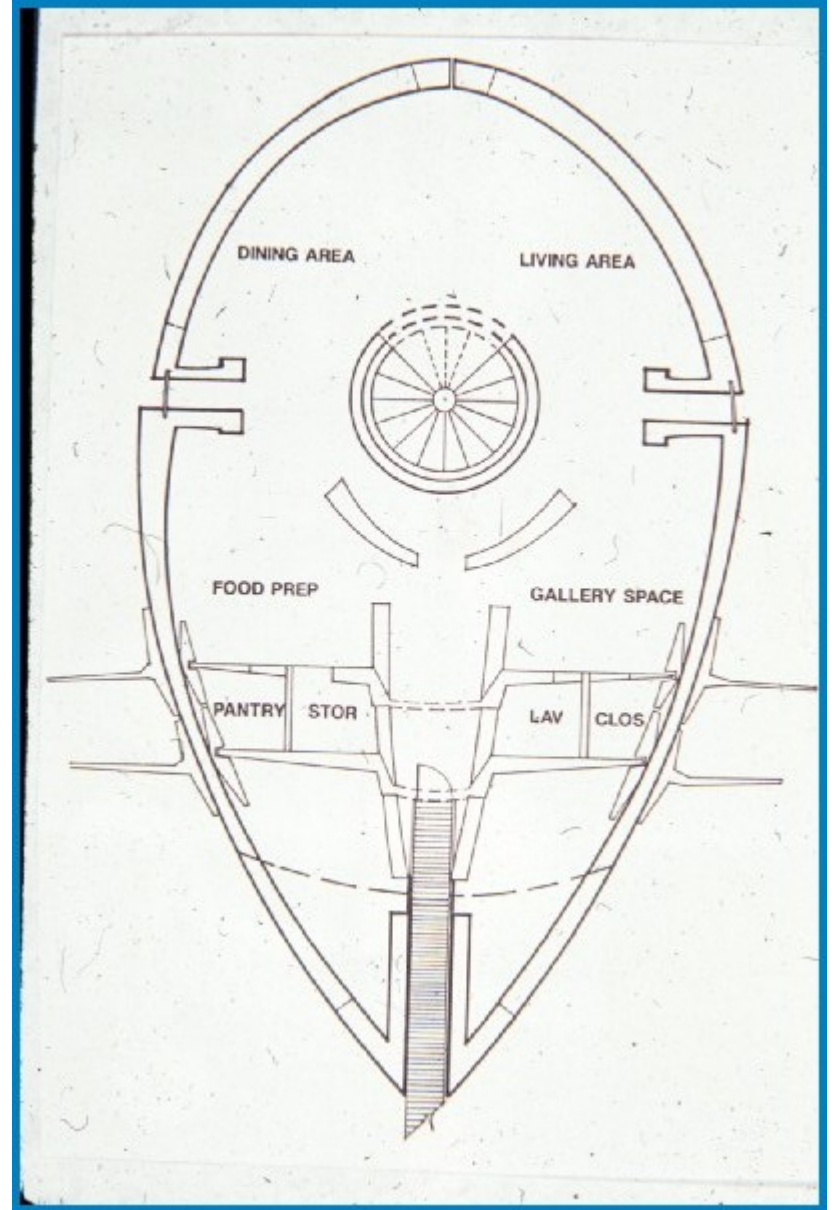 DINING AREA
LIVING AREA
FOOD PREP
GALLERY SPACE
PANTRY
STOR
LAV
CLOS